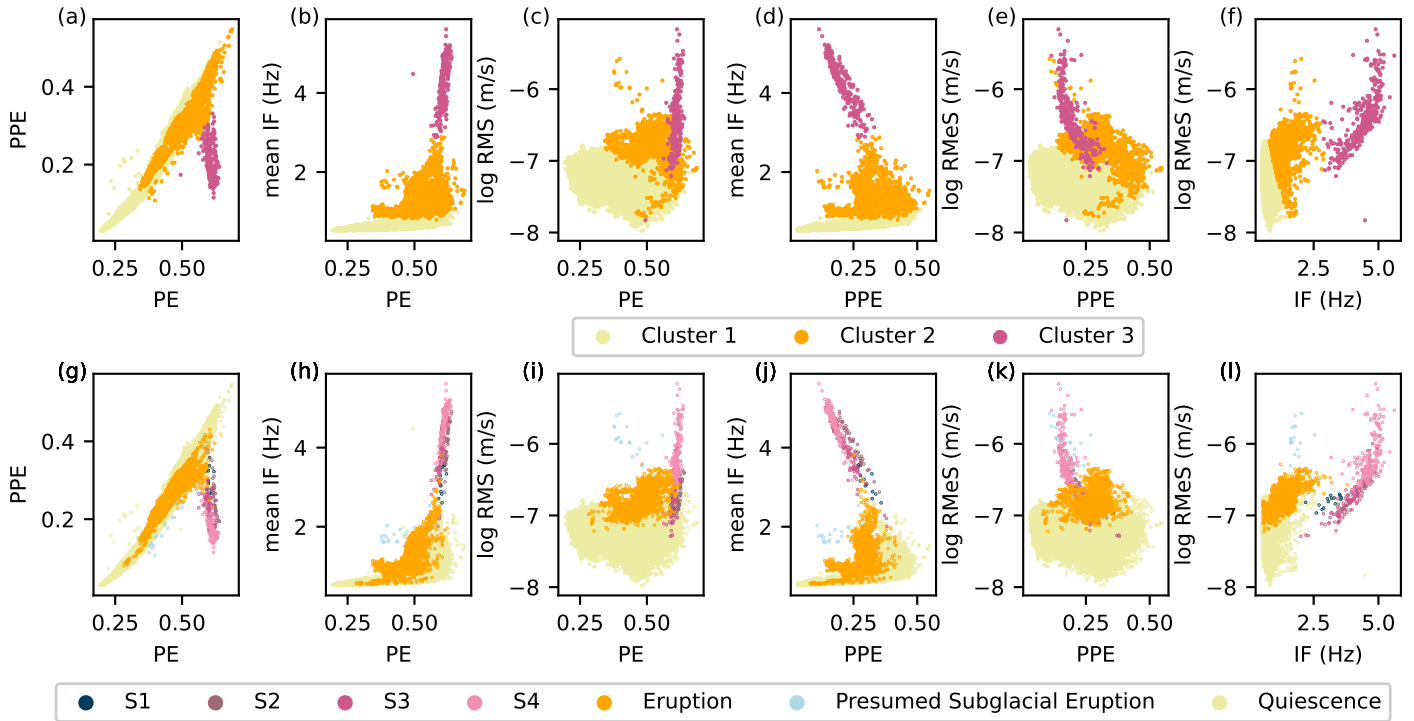 (a) (b) (c) (d) (e) (f)
PPE
0.4
0.2
0.25 0.50
PE
mean IF (Hz)
4
2
0.25 0.50
PE
log RMS (m/s)
−6
−7
−8
0.25 0.50
PE
mean IF (Hz)
4
2
0.25 0.50
PPE
log RMeS (m/s)
−6
−7
−8
0.25 0.50
PPE
log RMeS (m/s)
−6
−7
−8
2.5 5.0
IF (Hz)
Cluster 1 Cluster 2 Cluster 3
(g) (h) (i) (j) (k) (l)
PPE
0.4
0.2
0.25 0.50
PE
mean IF (Hz)
4
2
0.25 0.50
PE
log RMS (m/s)
−6
−7
−8
0.25 0.50
PE
mean IF (Hz)
4
2
0.25 0.50
PPE
log RMeS (m/s)
−6
−7
−8
0.25 0.50
PPE
log RMeS (m/s)
−6
−7
−8
2.5 5.0
IF (Hz)
S1 S2 S3 S4 Eruption Presumed Subglacial Eruption Quiescence